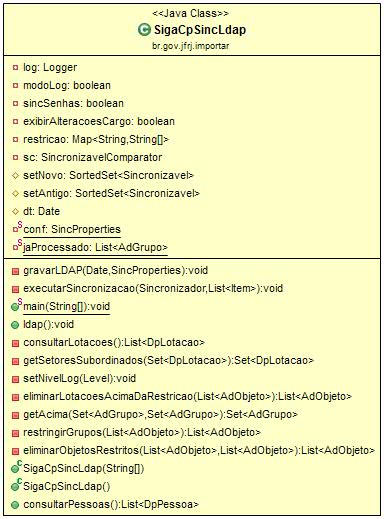 <<Java Class>>
C SigaCpSincLdap
br.gov.jfrj.importar
log: Logger
modoLog: boolean
sincSenhas: boolean
exibirAlteracoesCargo: boolean
restricao: Map<String,String[]>
sc: SincronizavelComparator
setNovo: SortedSet<Sincronizavel>
setAntigo: SortedSet<Sincronizavel>
dt: Date
S conf: SincProperties
S jaProcessado: List<AdGrupo>
gravarLDAP(Date,SincProperties):void
executarSincronizacao(Sincronizador,List<Item>):void
S main(String[]):void
ldap():void
consultarLotacoes():List<DpLotacao>
getSetoresSubordinados(Set<DpLotacao>):Set<DpLotacao>
setNivelLog(Level):void
eliminarLotacoesAcimaDaRestricao(List<AdObjeto>):List<AdObjeto>
getAcima(Set<AdGrupo>,Set<AdGrupo>):Set<AdGrupo>
restringirGrupos(List<AdObjeto>):List<AdObjeto>
eliminarObjetosRestritos(List<AdObjeto>,List<AdObjeto>):List<AdObjeto>
C SigaCpSincLdap(String[])
C SigaCpSincLdap()
consultarPessoas():List<DpPessoa>